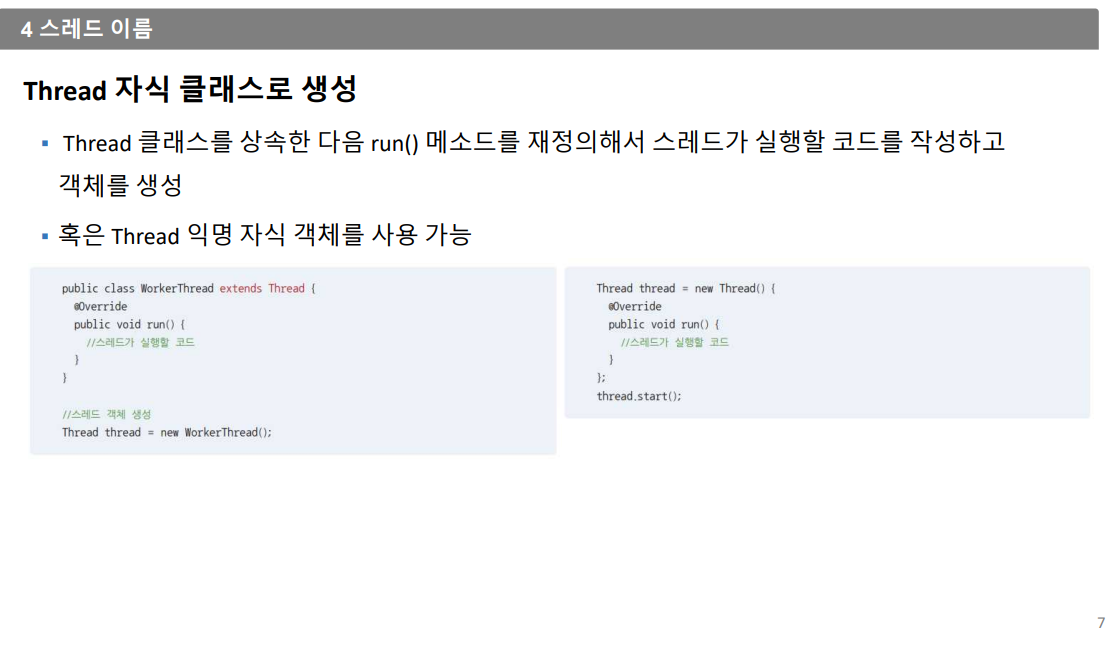 4 스레드 이름
Thread 자식 클래스로 생성
▪ Thread 클래스를 상속한 다음 run() 메소드를 재정의해서 스레드가 실행할 코드를 작성하고
객체를 생성
▪ 혹은 Thread 익명 자식 객체를 사용 가능
public class WorkerThread extends Thread {
@Override
public void run() {
//스레드가 실행할 코드
}
}
//스레드 객체 생성
Thread thread = new WorkerThread();
Thread thread = new Thread() {
@Override
public void run() {
//스레드가 실행할 코드
}
};
thread.start();
7